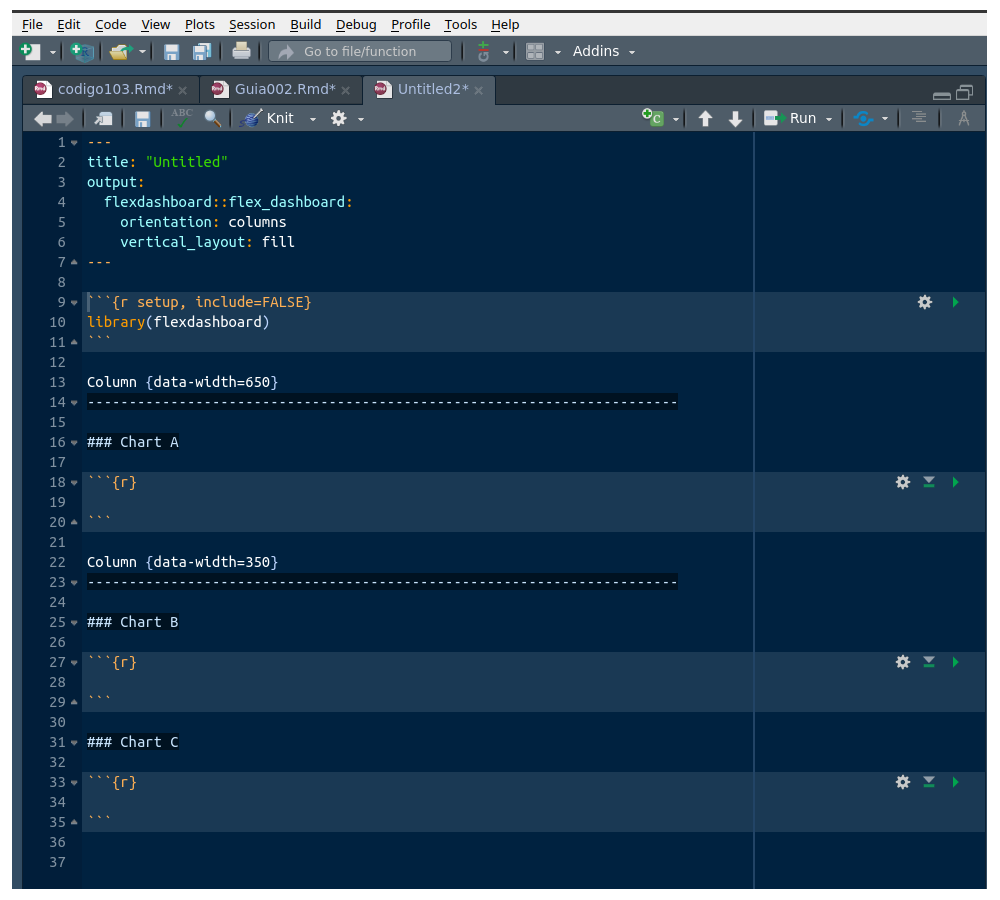 File Edit Code View Plots Session Build Debug Profile Tools Help
Go to file/function Git Addins
codigo103.Rmd* Guia002.Rmd* Untitled2*
ABC Knit C Run
1 ---
2 title: "Untitled"
3 output:
4   flexdashboard::flex_dashboard:
5     orientation: columns
6     vertical_layout: fill
7 ---
8
9 ```{r setup, include=FALSE}
10 library(flexdashboard)
11 ```
12
13 Column {data-width=650}
14 -----------------------------------------------------------------------
15
16 ### Chart A
17
18 ```{r}
19
20 ```
21
22 Column {data-width=350}
23 -----------------------------------------------------------------------
24
25 ### Chart B
26
27 ```{r}
28
29 ```
30
31 ### Chart C
32
33 ```{r}
34
35 ```
36
37